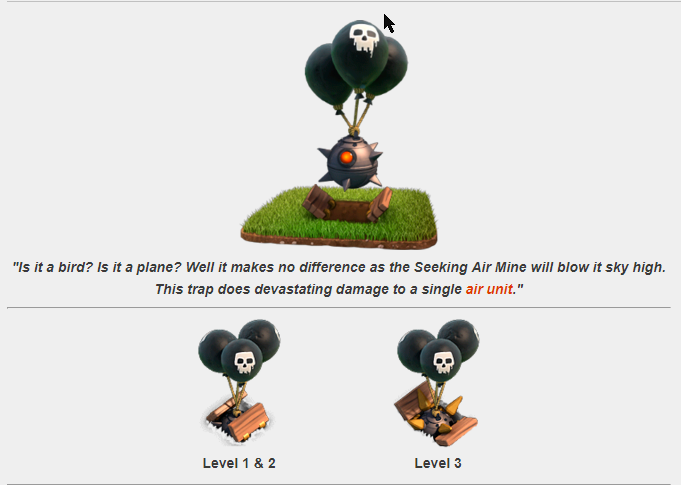 "Is it a bird? Is it a plane? Well it makes no difference as the Seeking Air Mine will blow it sky high.
This trap does devastating damage to a single air unit."
Level 1 & 2
Level 3